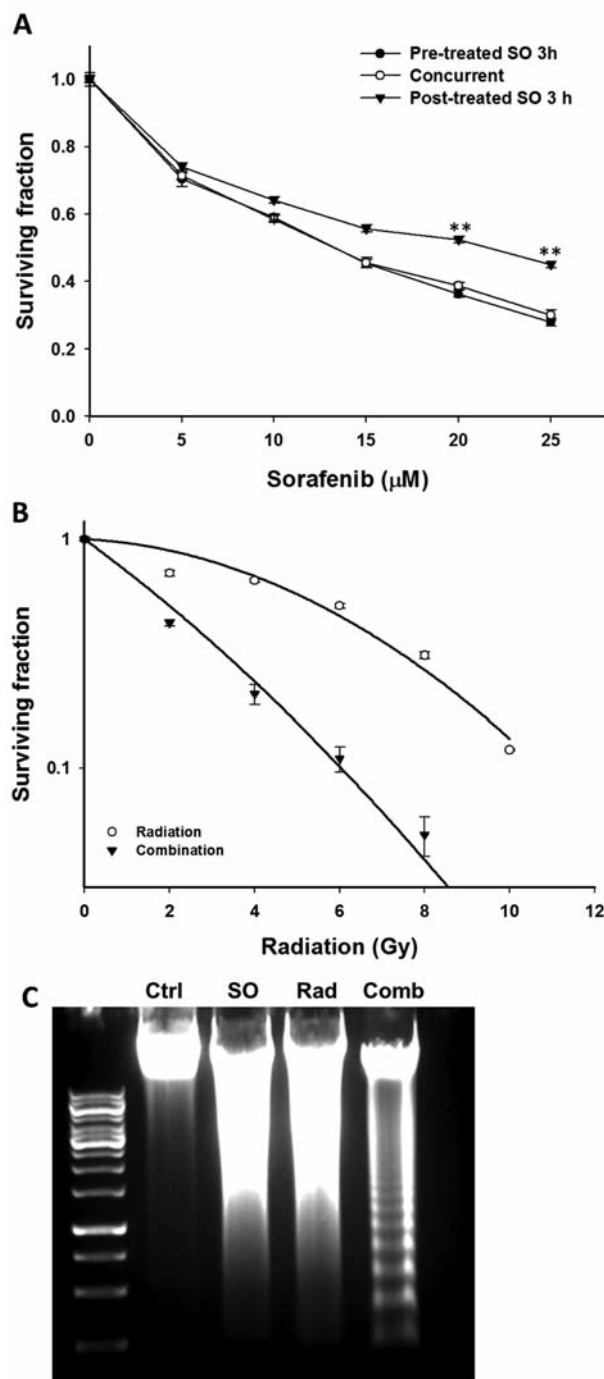 A
Pre-treated SO 3h
Concurrent
Post-treated SO 3 h
1.0
0.8
0.6
0.4
0.2
0.0
** **
Surviving fraction
0 5 10 15 20 25
Sorafenib (μM)
B
1
0.1
Surviving fraction
Radiation
Combination
0 2 4 6 8 10 12
Radiation (Gy)
C
Ctrl SO Rad Comb